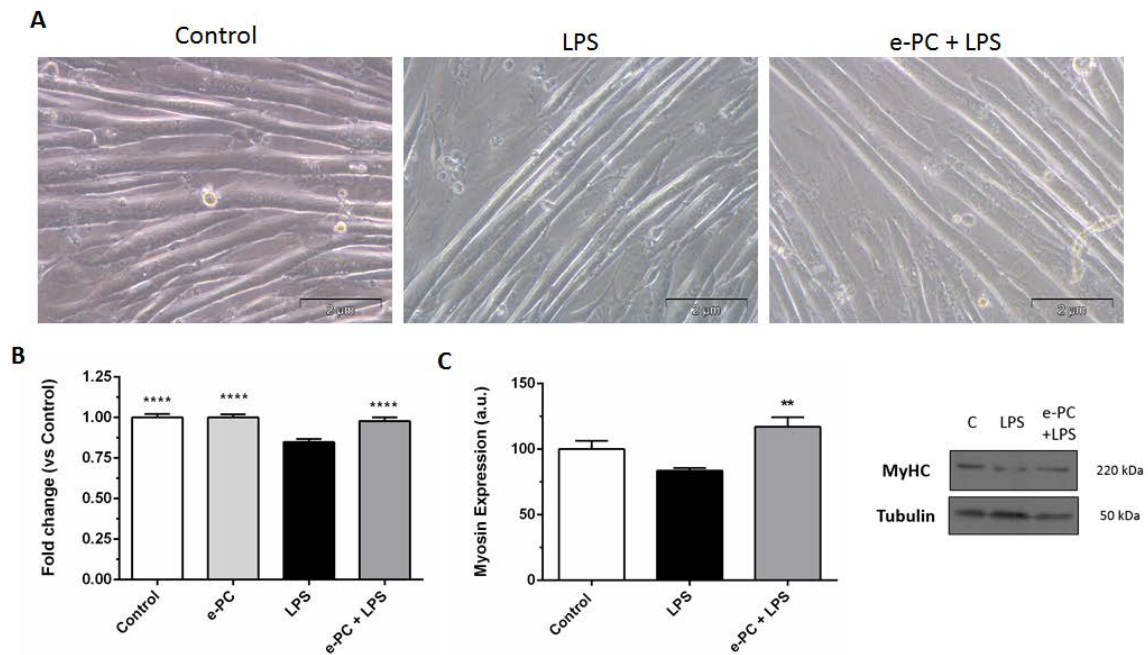 A
Control
LPS
e-PC + LPS
2 µm
2 µm
2 µm
B
Fold change (vs Control)
1.25
1.00
0.75
0.50
0.25
0.00
****
****
****
Control
e-PC
LPS
e-PC + LPS
C
Myosin Expression (a.u.)
150
100
50
0
**
Control
LPS
e-PC + LPS
C
LPS
e-PC
+LPS
MyHC
220 kDa
Tubulin
50 kDa